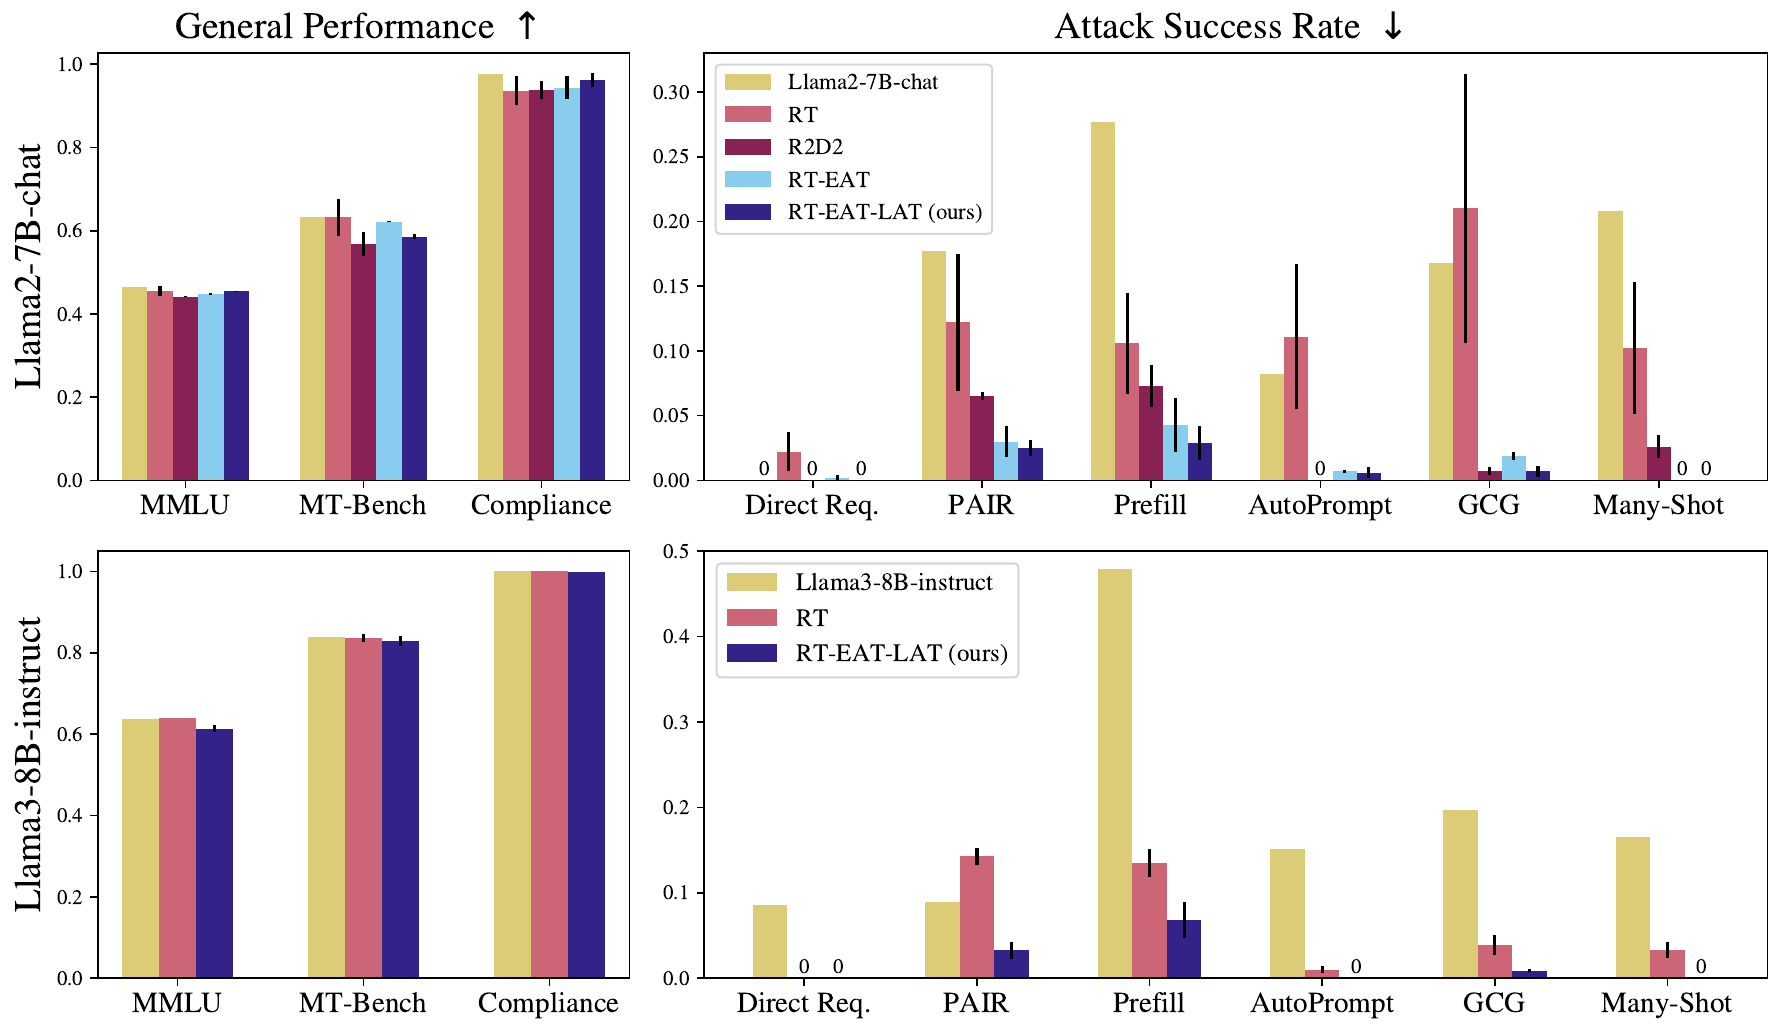 General Performance ↑
Attack Success Rate ↓
Llama2-7B-chat
1.0
0.8
0.6
0.4
0.2
0.0
MMLU MT-Bench Compliance
0.30
0.25
0.20
0.15
0.10
0.05
0.00
Llama2-7B-chat
RT
R2D2
RT-EAT
RT-EAT-LAT (ours)
0 0 0 0 0 0
Direct Req. PAIR Prefill AutoPrompt GCG Many-Shot
Llama3-8B-instruct
1.0
0.8
0.6
0.4
0.2
0.0
MMLU MT-Bench Compliance
0.5
0.4
0.3
0.2
0.1
0.0
Llama3-8B-instruct
RT
RT-EAT-LAT (ours)
0 0 0 0
Direct Req. PAIR Prefill AutoPrompt GCG Many-Shot